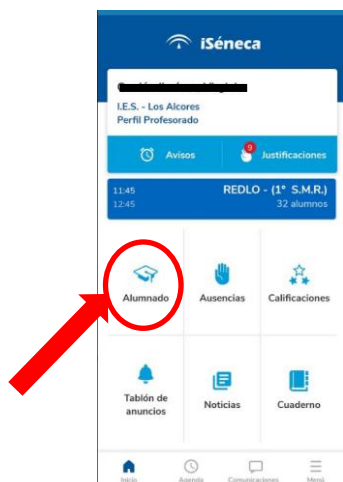 iSéneca
I.E.S. - Los Alcores
Perfil Profesorado
Avisos
9
Justificaciones
11:45 REDLO - (1º S.M.R.)
12:45 32 alumnos
Alumnado Ausencias Calificaciones
Tablón de
anuncios
Noticias Cuaderno
Inicio Agenda Comunicaciones Menú